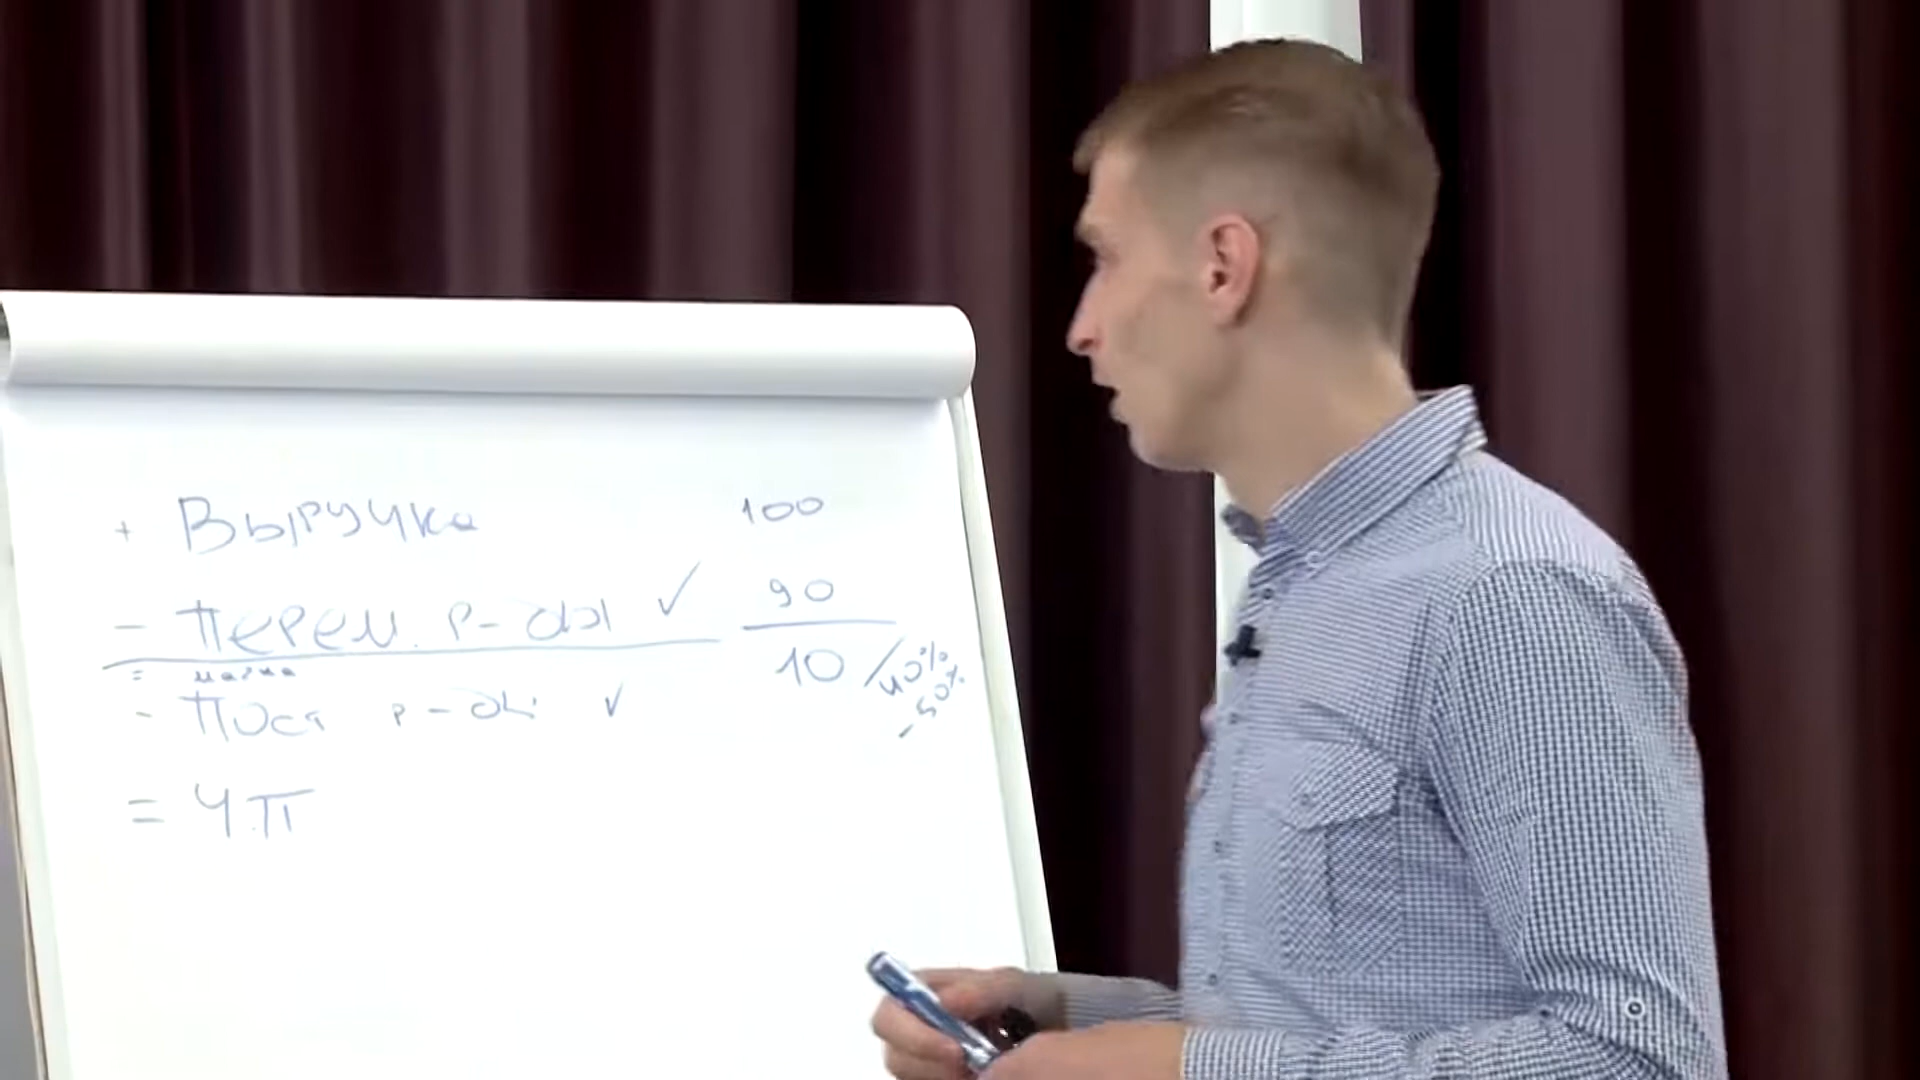 + Выручка 100
- Перем. р-ды ✓ 90
= маржа 10 / 40%
- 50%
- Пост р-ды ✓
= ЧП